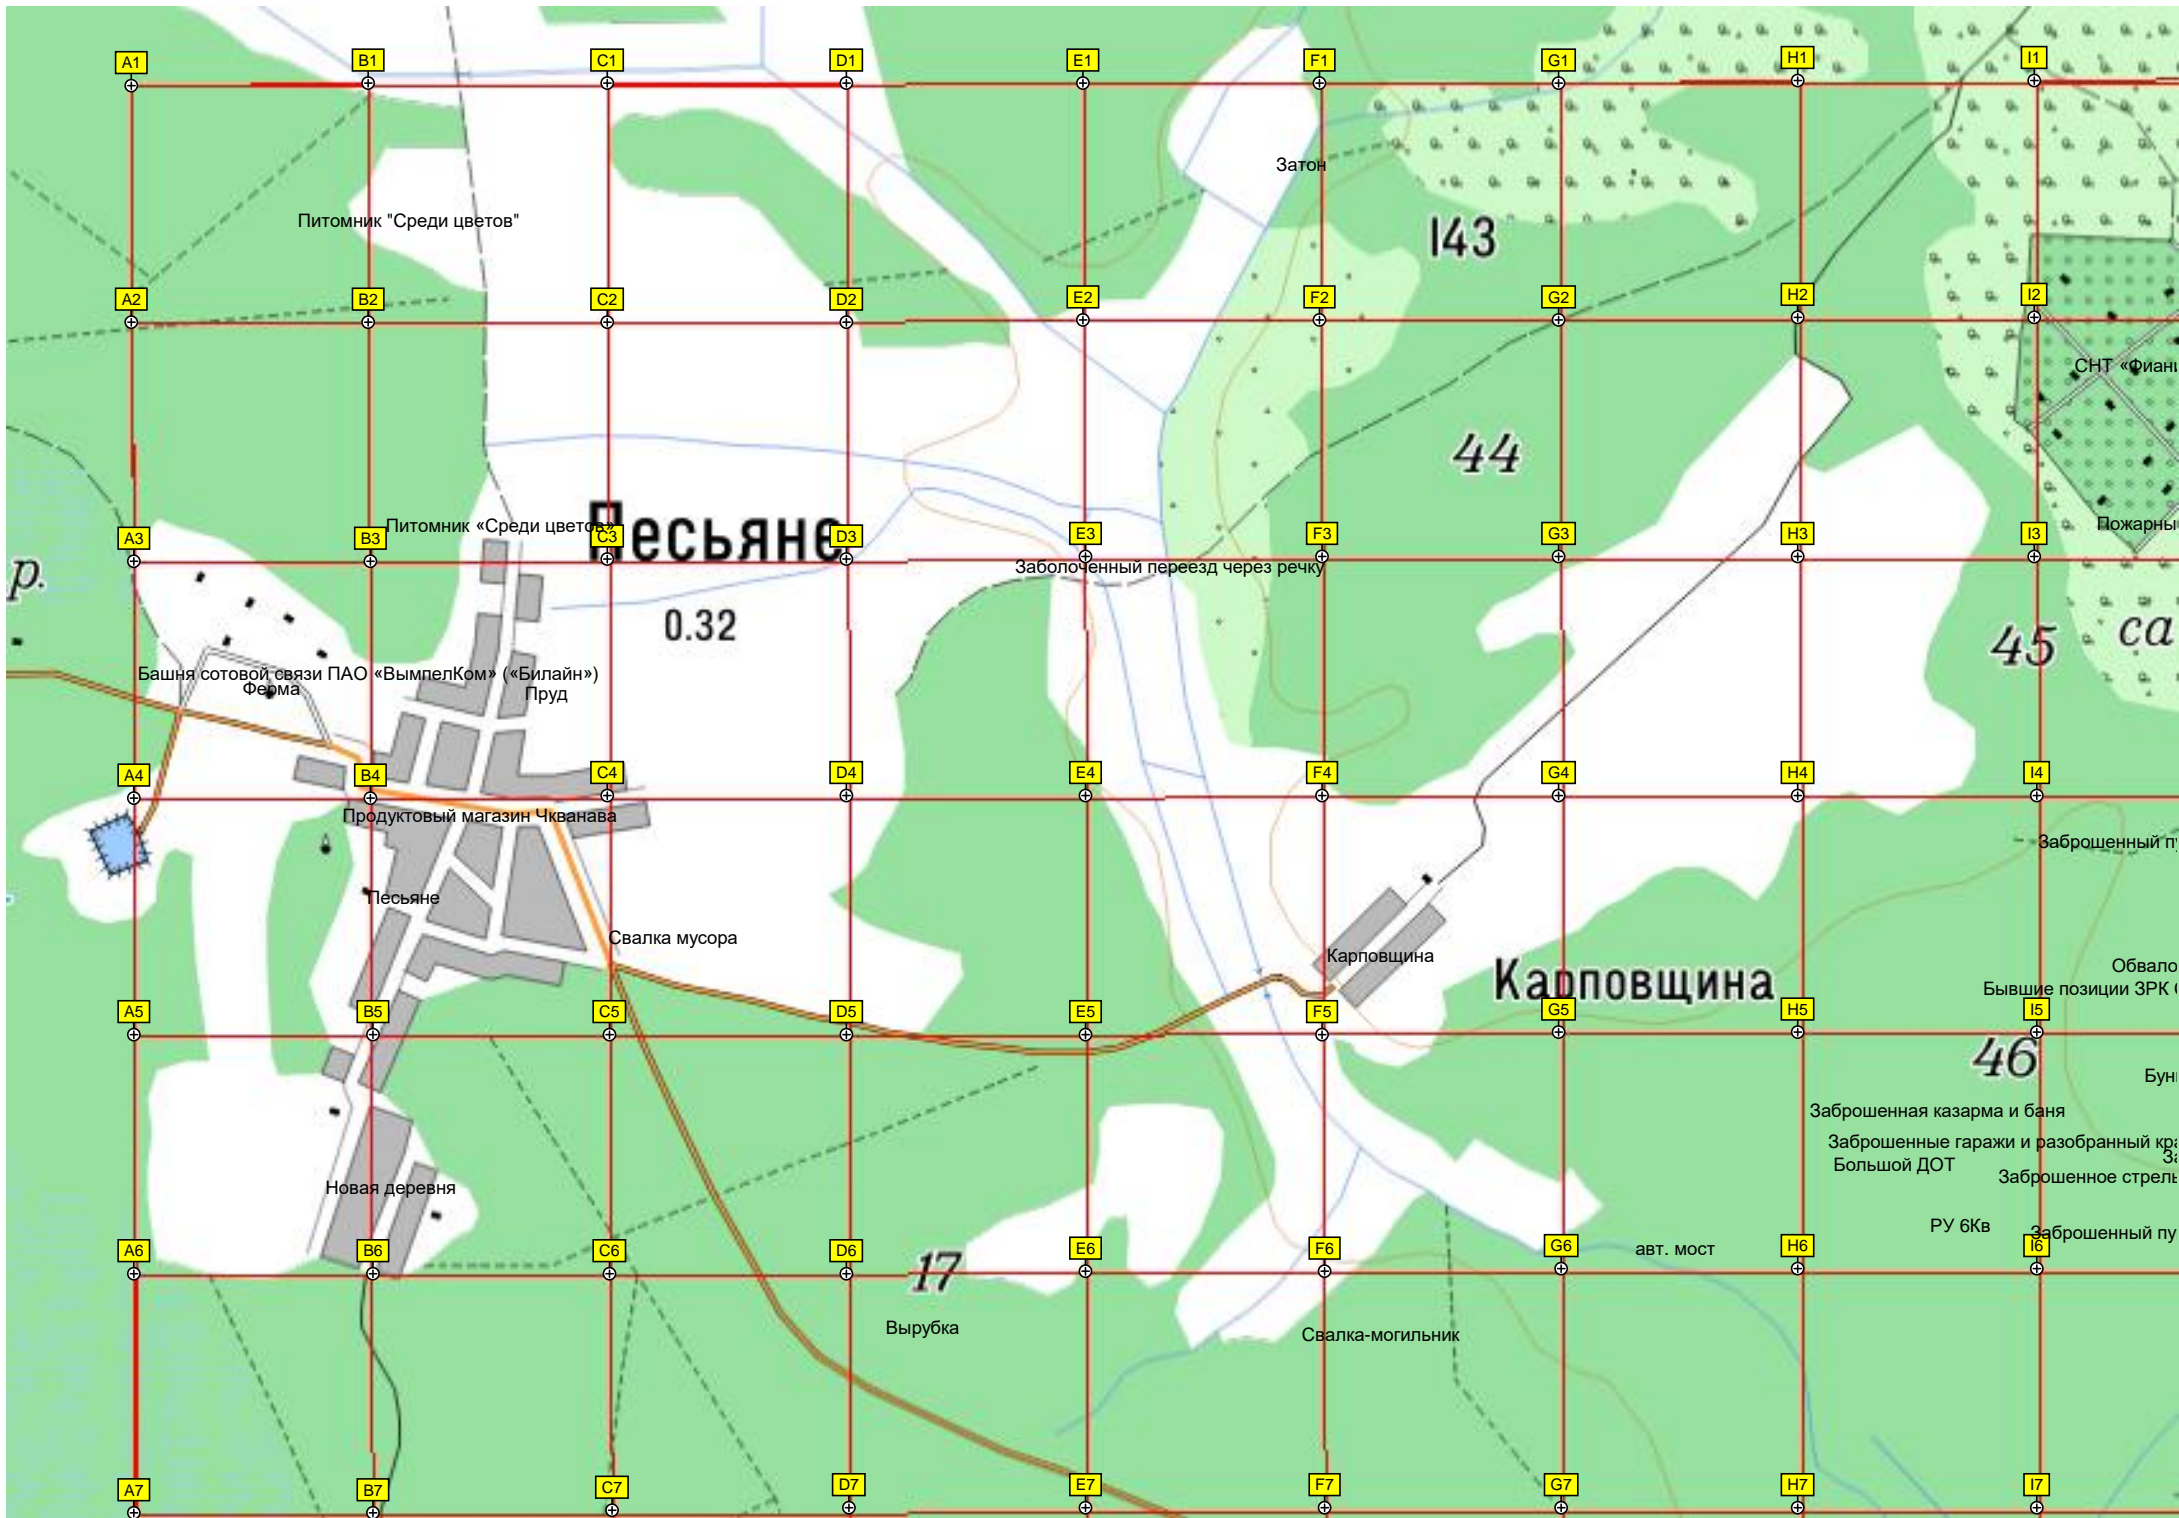 A1 B1 C1 D1 E1 F1 G1 H1 I1
Затон
Питомник "Среди цветов"
143
A2 B2 C2 D2 E2 F2 G2 H2 I2
СНТ «Фиан
44
Питомник «Среди цветов»
Песьяне
Пожарны
A3 B3 C3 D3 E3 F3 G3 H3 I3
Заболоченный переезд через речку
р.
0.32
45
са
Башня сотовой связи ПАО «ВымпелКом» («Билайн»)
Ферма
Пруд
A4 B4 C4 D4 E4 F4 G4 H4 I4
Продуктовый магазин Чкванава
Заброшенный п
Песьяне
Свалка мусора
Карповщина
Обвало
Карповщина
Бывшие позиции ЗРК
A5 B5 C5 D5 E5 F5 G5 H5 I5
46
Бун
Заброшенная казарма и баня
Заброшенные гаражи и разобранный кра
За
Большой ДОТ
Заброшенное стрель
Новая деревня
РУ 6Кв
Заброшенный пу
A6 B6 C6 D6 E6 F6 G6 H6 I6
авт. мост
17
Вырубка
Свалка-могильник
A7 B7 C7 D7 E7 F7 G7 H7 I7